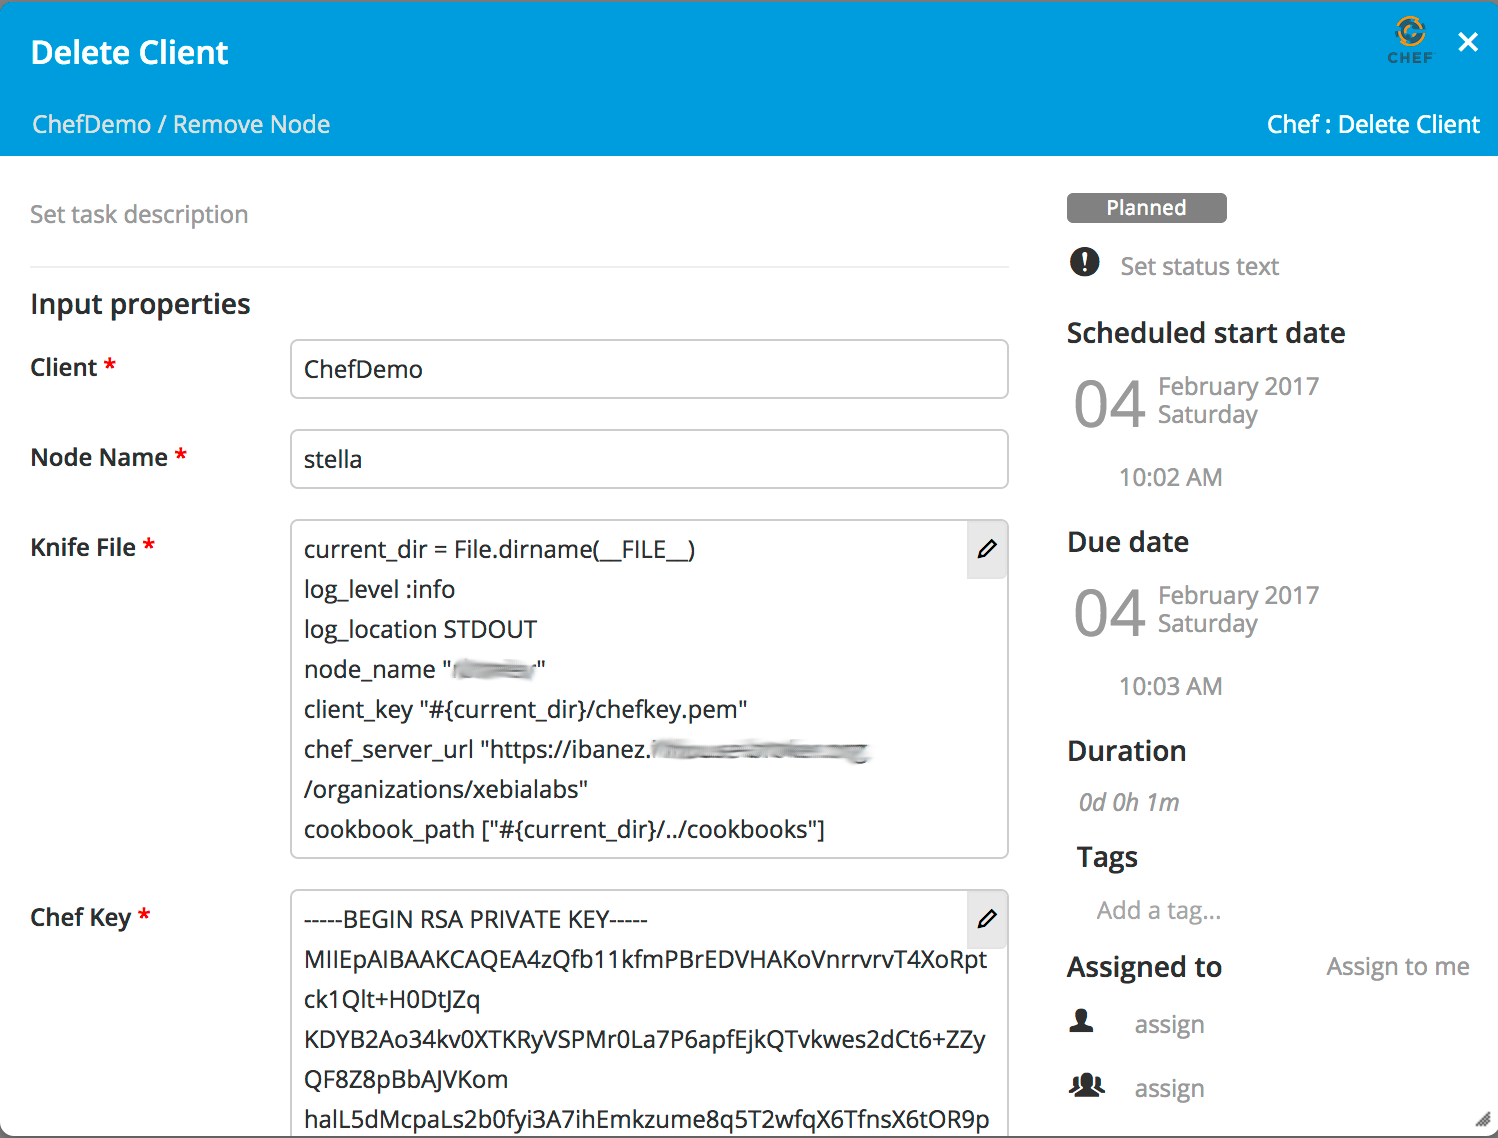 Delete Client
CHEF
ChefDemo / Remove Node
Chef : Delete Client
Set task description
Input properties
Client *
ChefDemo
Node Name *
stella
Knife File *
current_dir = File.dirname(__FILE__)
log_level :info
log_location STDOUT
node_name " "
client_key "#{current_dir}/chefkey.pem"
chef_server_url "https://ibanez.
/organizations/xebialabs"
cookbook_path ["#{current_dir}/../cookbooks"]
Chef Key *
-----BEGIN RSA PRIVATE KEY-----
MIIEpAIBAAKCAQEA4zQfb11kfmPBrEDVHAKoVnrrvrvT4XoRpt
ck1Qlt+H0DtJZq
KDYB2Ao34kv0XTKRyVSPMr0La7P6apfEjkQTvkwes2dCt6+ZZy
QF8Z8pBbAJVKom
halL5dMcpaLs2b0fyi3A7ihEmkzume8q5T2wfqX6TfnsX6tOR9p
Planned
Set status text
Scheduled start date
04
February 2017
Saturday
10:02 AM
Due date
04
February 2017
Saturday
10:03 AM
Duration
0d 0h 1m
Tags
Add a tag...
Assigned to
Assign to me
assign
assign